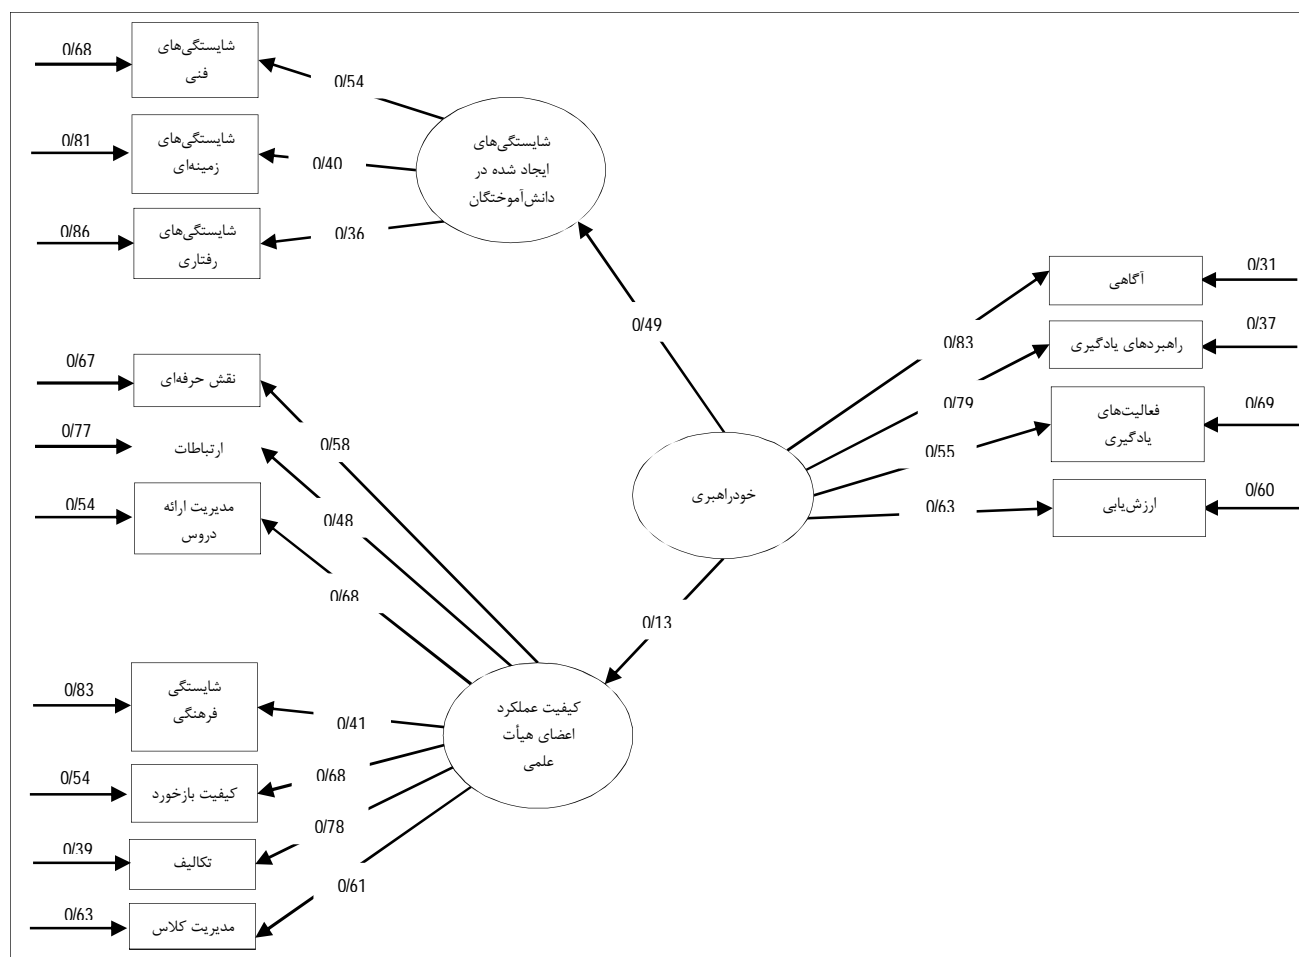 0/68
شایستگی‌های
فنی
0/54
0/81
شایستگی‌های
زمینه‌ای
0/40
شایستگی‌های
ایجاد شده در
دانش‌آموختگان
0/86
شایستگی‌های
رفتاری
0/36
0/49
آگاهی
0/31
0/83
راهبردهای یادگیری
0/37
0/79
فعالیت‌های
یادگیری
0/69
0/55
ارزش‌یابی
0/60
0/63
خودراهبری
0/13
0/67
نقش حرفه‌ای
0/58
0/77
ارتباطات
0/48
0/54
مدیریت ارائه
دروس
0/68
کیفیت عملکرد
اعضای هیأت
علمی
0/83
شایستگی
فرهنگی
0/41
0/54
کیفیت بازخورد
0/68
0/39
تکالیف
0/78
0/63
مدیریت کلاس
0/61